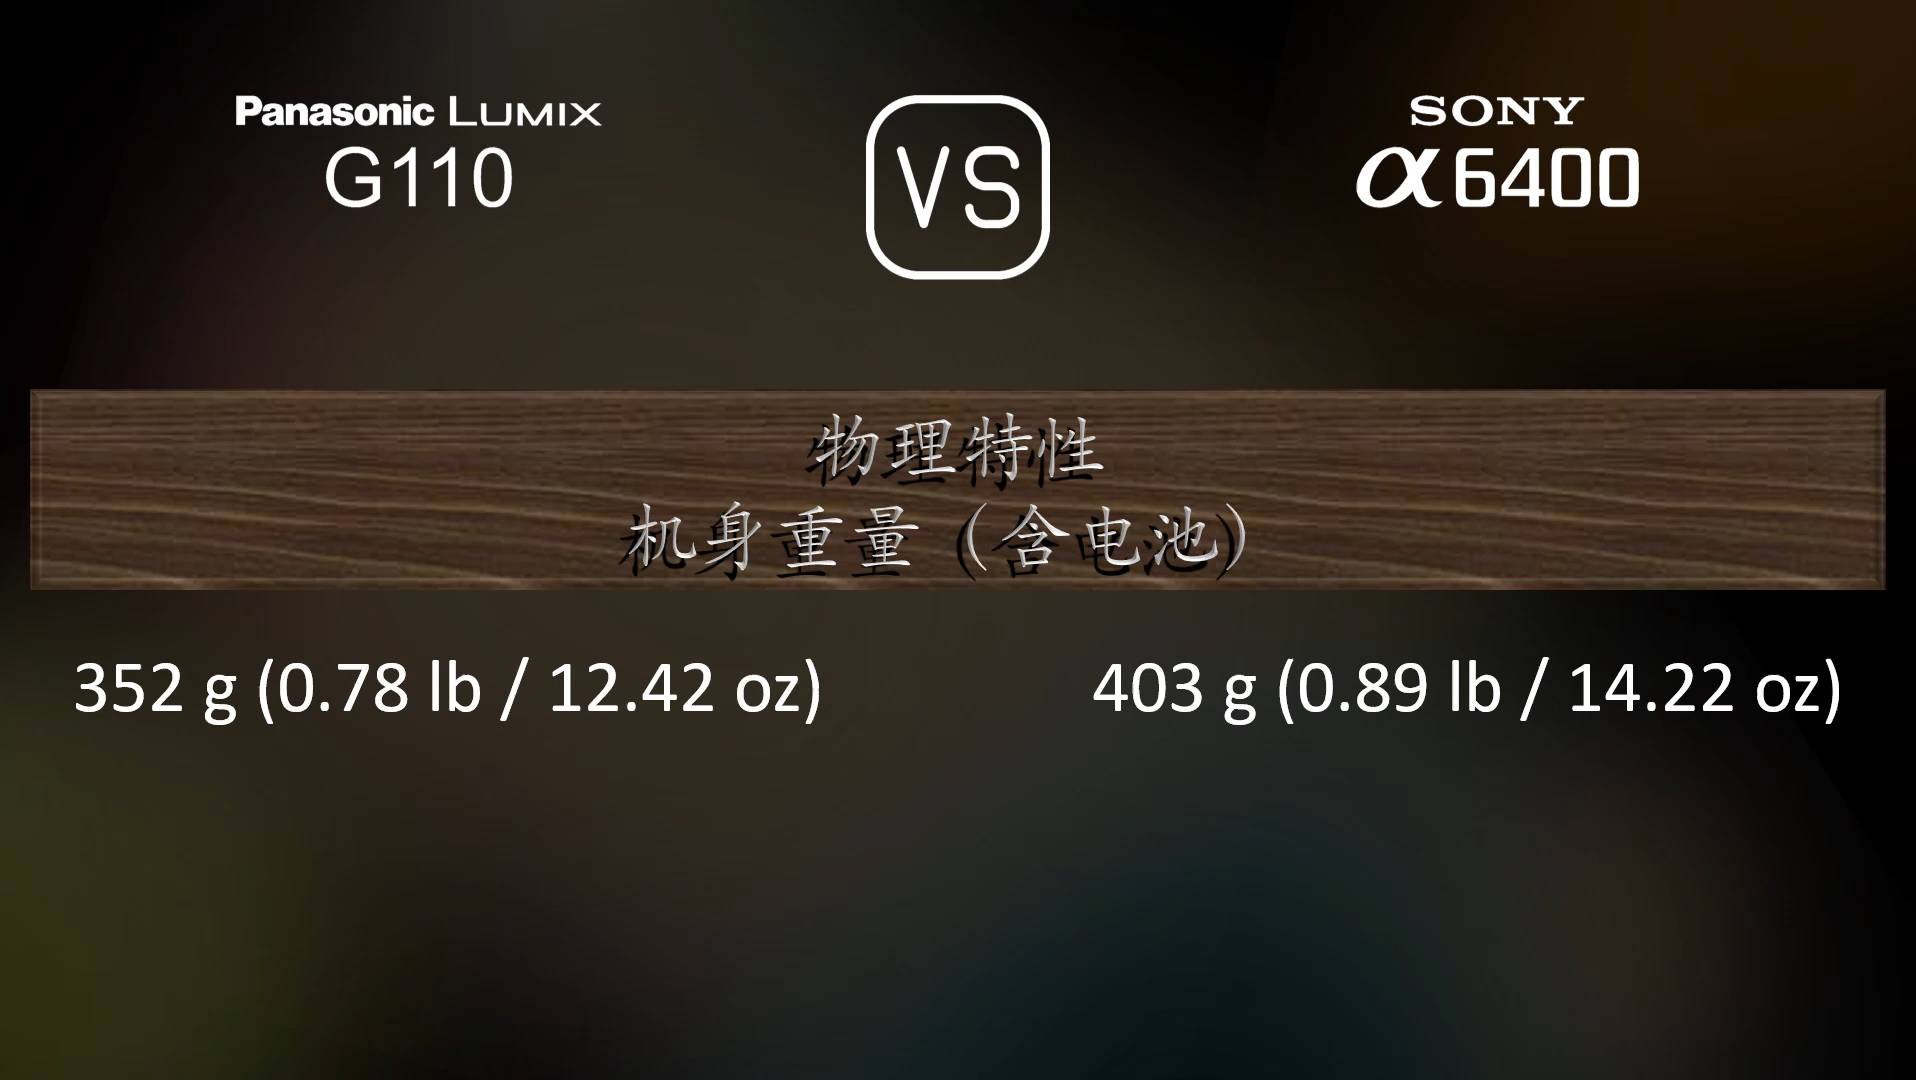 Panasonic LUMIX
G110
VS
SONY
α6400
物理特性
机身重量（含电池）
352 g (0.78 lb / 12.42 oz)
403 g (0.89 lb / 14.22 oz)